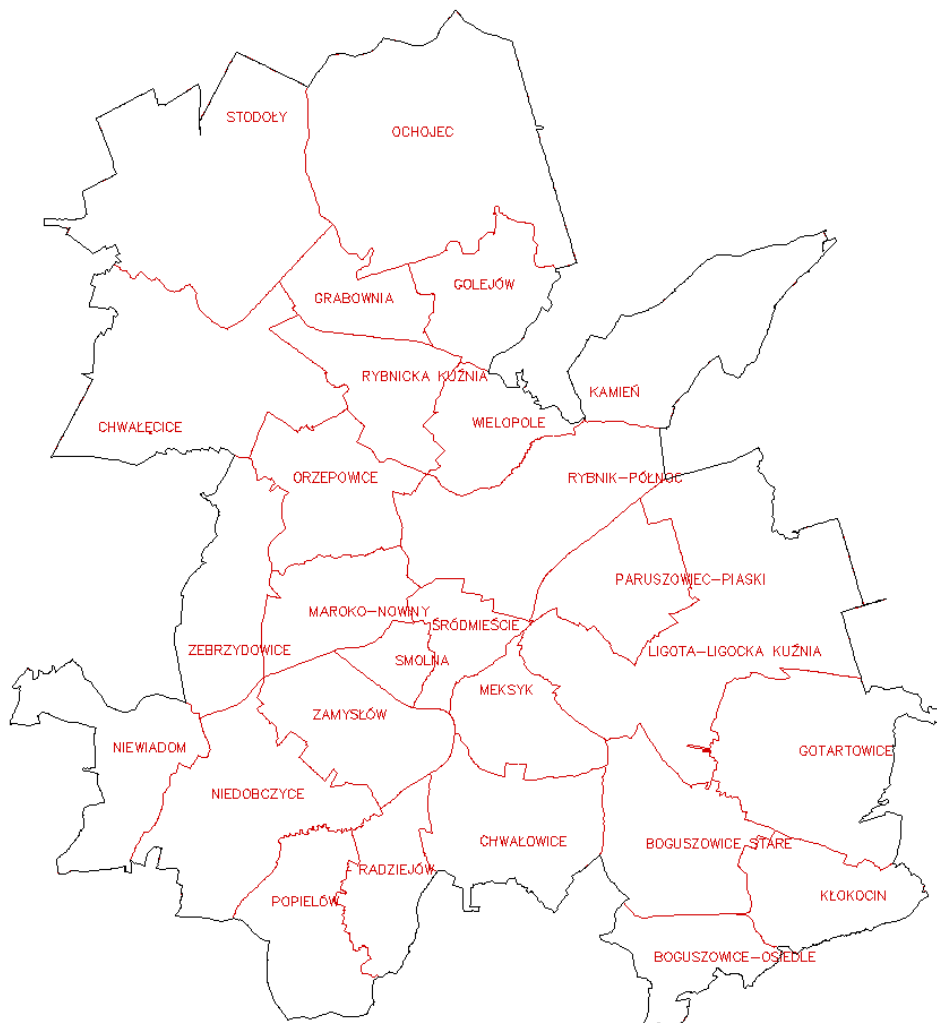 STODOŁY
OCHOJEC
GOLEJÓW
GRABOWNIA
RYBNICKA KUŹNIA
KAMIEŃ
WIELOPOLE
CHWAŁĘCICE
ORZEPOWICE
RYBNIK-PÓŁNOC
PARUSZOWIEC-PIASKI
MAROKO-NOWINY
ŚRÓDMIEŚCIE
ZEBRZYDOWICE
SMOLNA
LIGOTA-LIGOCKA KUŹNIA
MEKSYK
ZAMYSŁÓW
NIEWIADOM
GOTARTOWICE
NIEDOBCZYCE
CHWAŁOWICE
BOGUSZOWICE STARE
RADZIEJÓW
POPIELÓW
KŁOKOCIN
BOGUSZOWICE-OSIEDLE